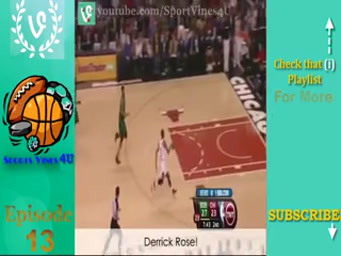 youtube.com/SportVines4U
Check that (i)
Playlist
For More
CHICAGO
Sports Vines 4U
Episode
13
SUBSCRIBE
Derrick Rose!